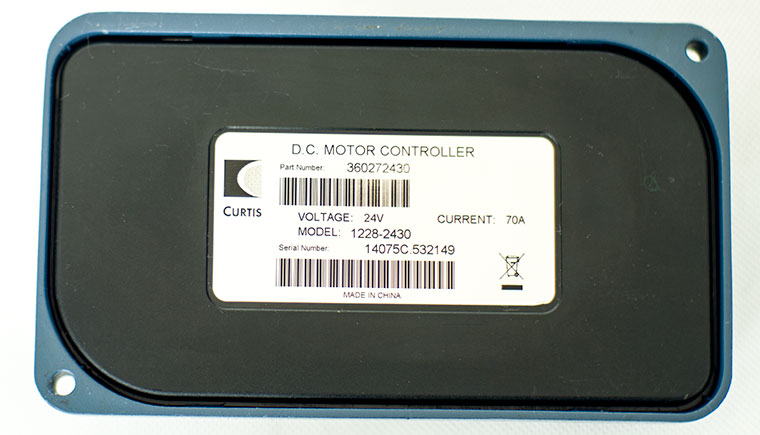 D.C. MOTOR CONTROLLER
Part Number: 360272430
CURTIS
VOLTAGE: 24V CURRENT: 70A
MODEL: 1228-2430
Serial Number: 14075C.532149
MADE IN CHINA